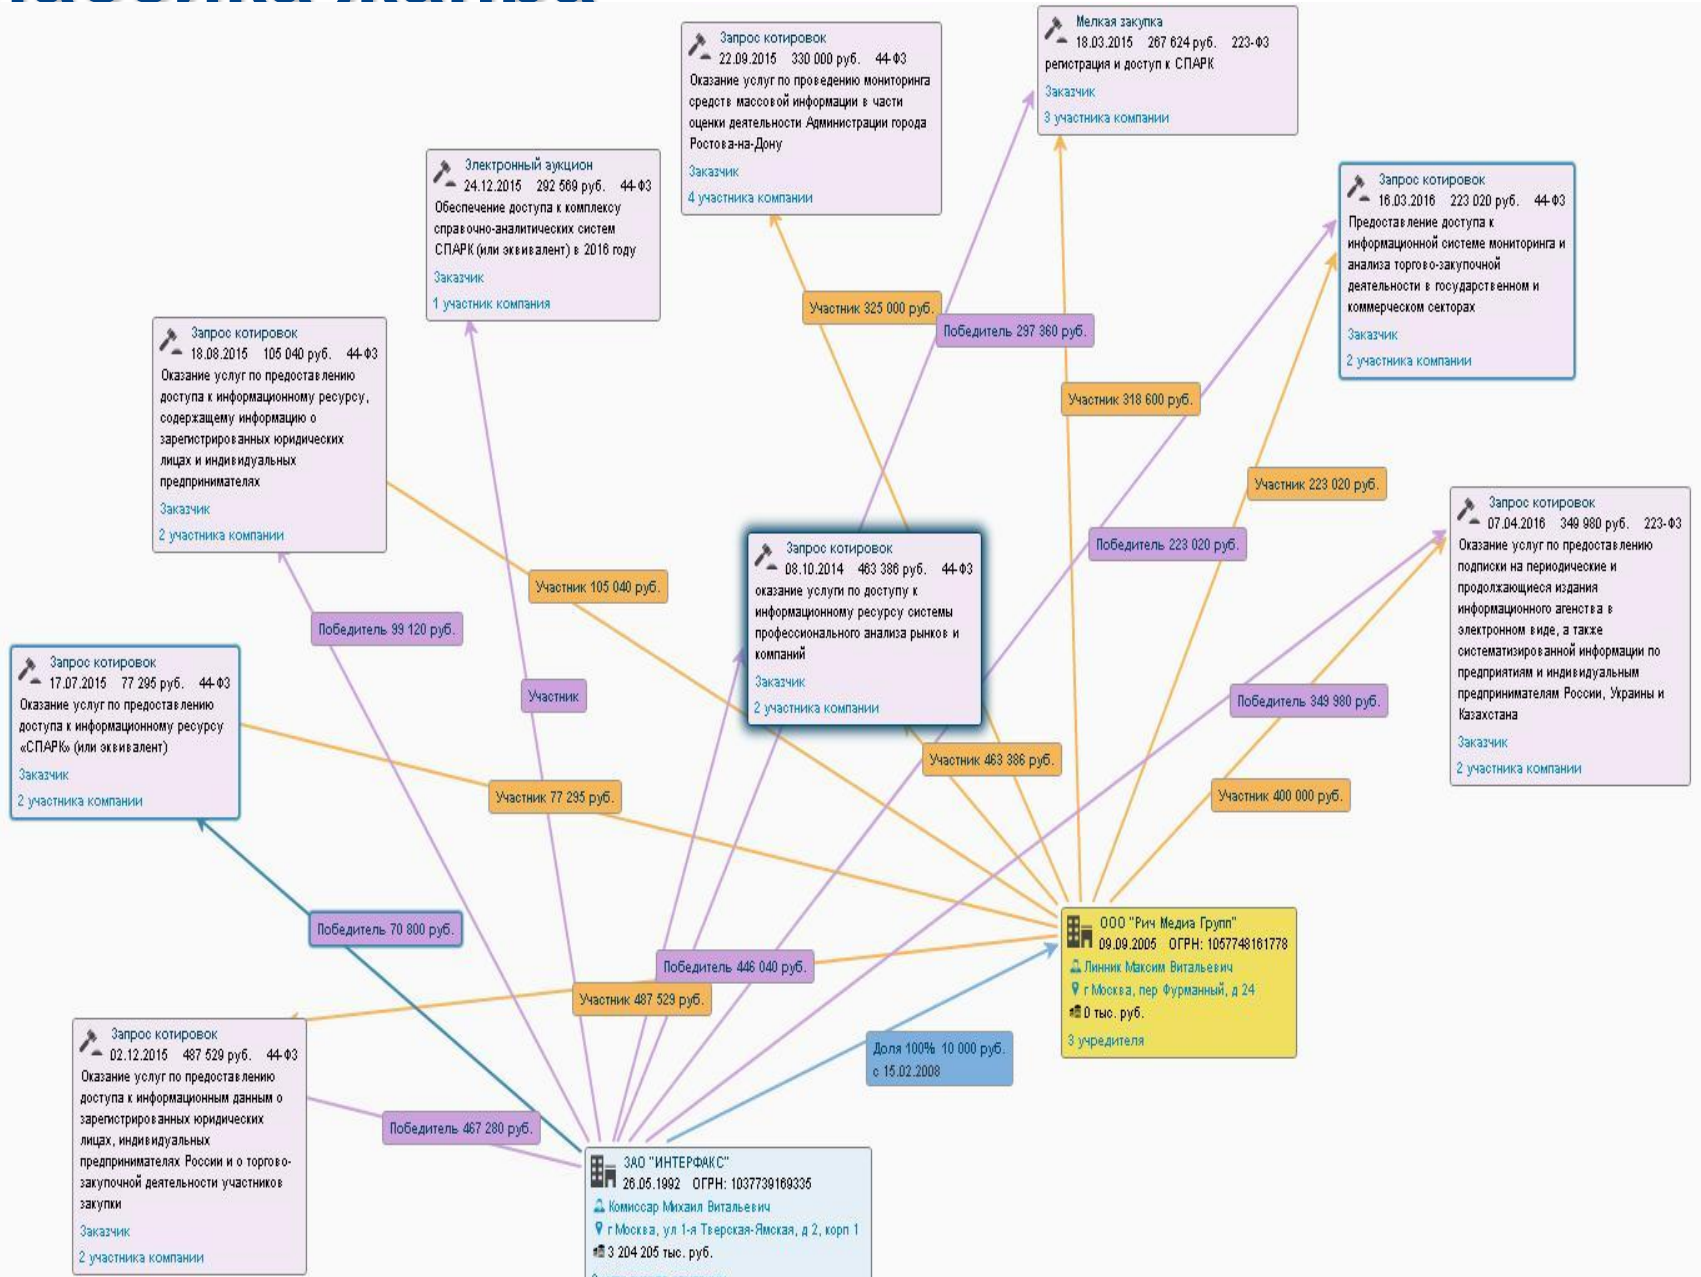 Мелкая закупка
18.03.2015 267 624 руб. 223-ФЗ
регистрация и доступ к СПАРК
Заказчик
3 участника компании
Запрос котировок
22.09.2015 330 000 руб. 44-ФЗ
Оказание услуг по проведению мониторинга
средств массовой информации в части
оценки деятельности Администрации города
Ростова-на-Дону
Заказчик
4 участника компании
Электронный аукцион
24.12.2015 292 569 руб. 44-ФЗ
Обеспечение доступа к комплексу
справочно-аналитических систем
СПАРК (или эквивалент) в 2016 году
Заказчик
1 участник компания
Запрос котировок
16.03.2016 223 020 руб. 44-ФЗ
Предоставление доступа к
информационной системе мониторинга и
анализа торгово-закупочной
деятельности в государственном и
коммерческом секторах
Заказчик
2 участника компании
Участник 325 000 руб.
Победитель 297 360 руб.
Запрос котировок
18.08.2015 105 040 руб. 44-ФЗ
Оказание услуг по предоставлению
доступа к информационному ресурсу,
содержащему информацию о
зарегистрированных юридических
лицах и индивидуальных
предпринимателях
Заказчик
2 участника компании
Участник 318 600 руб.
Участник 223 020 руб.
Запрос котировок
07.04.2016 349 980 руб. 223-ФЗ
Оказание услуг по предоставлению
подписки на периодические и
продолжающиеся издания
информационного агенства в
электронном виде, а также
систематизированной информации по
предприятиям и индивидуальным
предпринимателям России, Украины и
Казахстана
Заказчик
2 участника компании
Победитель 223 020 руб.
Запрос котировок
08.10.2014 463 386 руб. 44-ФЗ
оказание услуги по доступу к
информационному ресурсу системы
профессионального анализа рынков и
компаний
Заказчик
2 участника компании
Участник 105 040 руб.
Победитель 99 120 руб.
Запрос котировок
17.07.2015 77 295 руб. 44-ФЗ
Оказание услуг по предоставлению
доступа к информационному ресурсу
«СПАРК» (или эквивалент)
Заказчик
2 участника компании
Участник
Победитель 349 980 руб.
Участник 463 386 руб.
Участник 77 295 руб.
Участник 400 000 руб.
Победитель 70 800 руб.
ООО "Рич Медиа Групп"
09.09.2005 ОГРН: 1057748161778
Линник Максим Витальевич
г Москва, пер Фурманный, д 24
0 тыс. руб.
3 учредителя
Победитель 446 040 руб.
Участник 487 529 руб.
Доля 100% 10 000 руб.
с 15.02.2008
Запрос котировок
02.12.2015 487 529 руб. 44-ФЗ
Оказание услуг по предоставлению
доступа к информационным данным о
зарегистрированных юридических
лицах, индивидуальных
предпринимателях России и о торгово-
закупочной деятельности участников
закупки
Заказчик
2 участника компании
Победитель 467 280 руб.
ЗАО "ИНТЕРФАКС"
26.05.1992 ОГРН: 1037739169335
Комиссар Михаил Витальевич
г Москва, ул 1-я Тверская-Ямская, д 2, корп 1
3 204 205 тыс. руб.